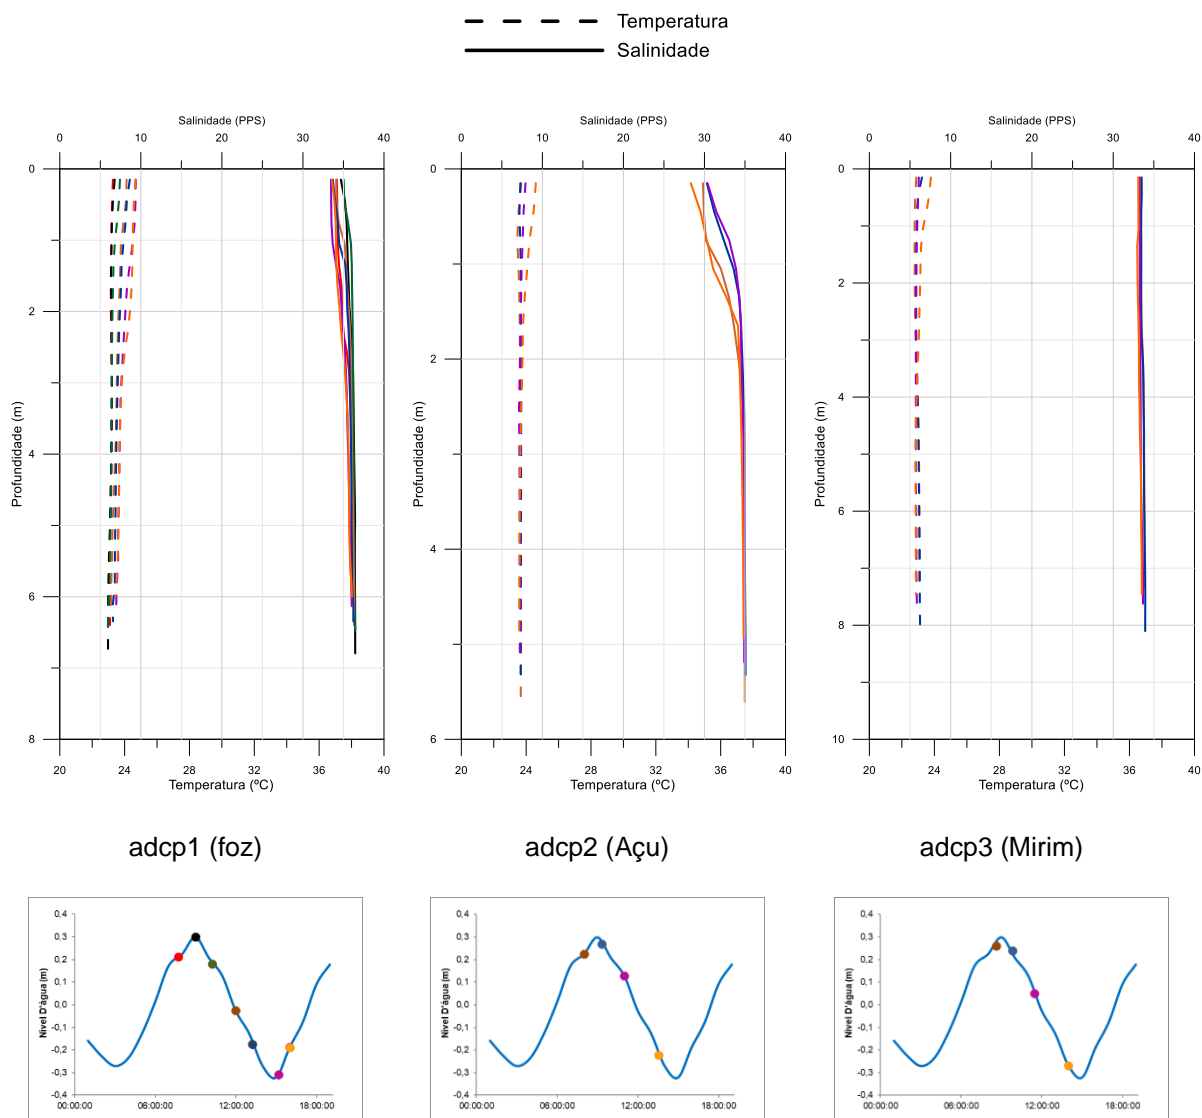 Temperatura
Salinidade
Salinidade (PPS)
0 10 20 30 40
0
2
4
6
8
Profundidade (m)
20 24 28 32 36 40
Temperatura (ºC)
Salinidade (PPS)
0 10 20 30 40
0
2
4
6
Profundidade (m)
20 24 28 32 36 40
Temperatura (ºC)
Salinidade (PPS)
0 10 20 30 40
0
2
4
6
8
10
Profundidade (m)
20 24 28 32 36 40
Temperatura (ºC)
adcp1 (foz)
adcp2 (Açu)
adcp3 (Mirim)
0,4
0,3
0,2
0,1
0,0
-0,1
-0,2
-0,3
-0,4
Nível D'água (m)
00:00:00 06:00:00 12:00:00 18:00:00
0,4
0,3
0,2
0,1
0,0
-0,1
-0,2
-0,3
-0,4
Nível D'água (m)
00:00:00 06:00:00 12:00:00 18:00:00
0,4
0,3
0,2
0,1
0,0
-0,1
-0,2
-0,3
-0,4
Nível D'água (m)
00:00:00 06:00:00 12:00:00 18:00:00